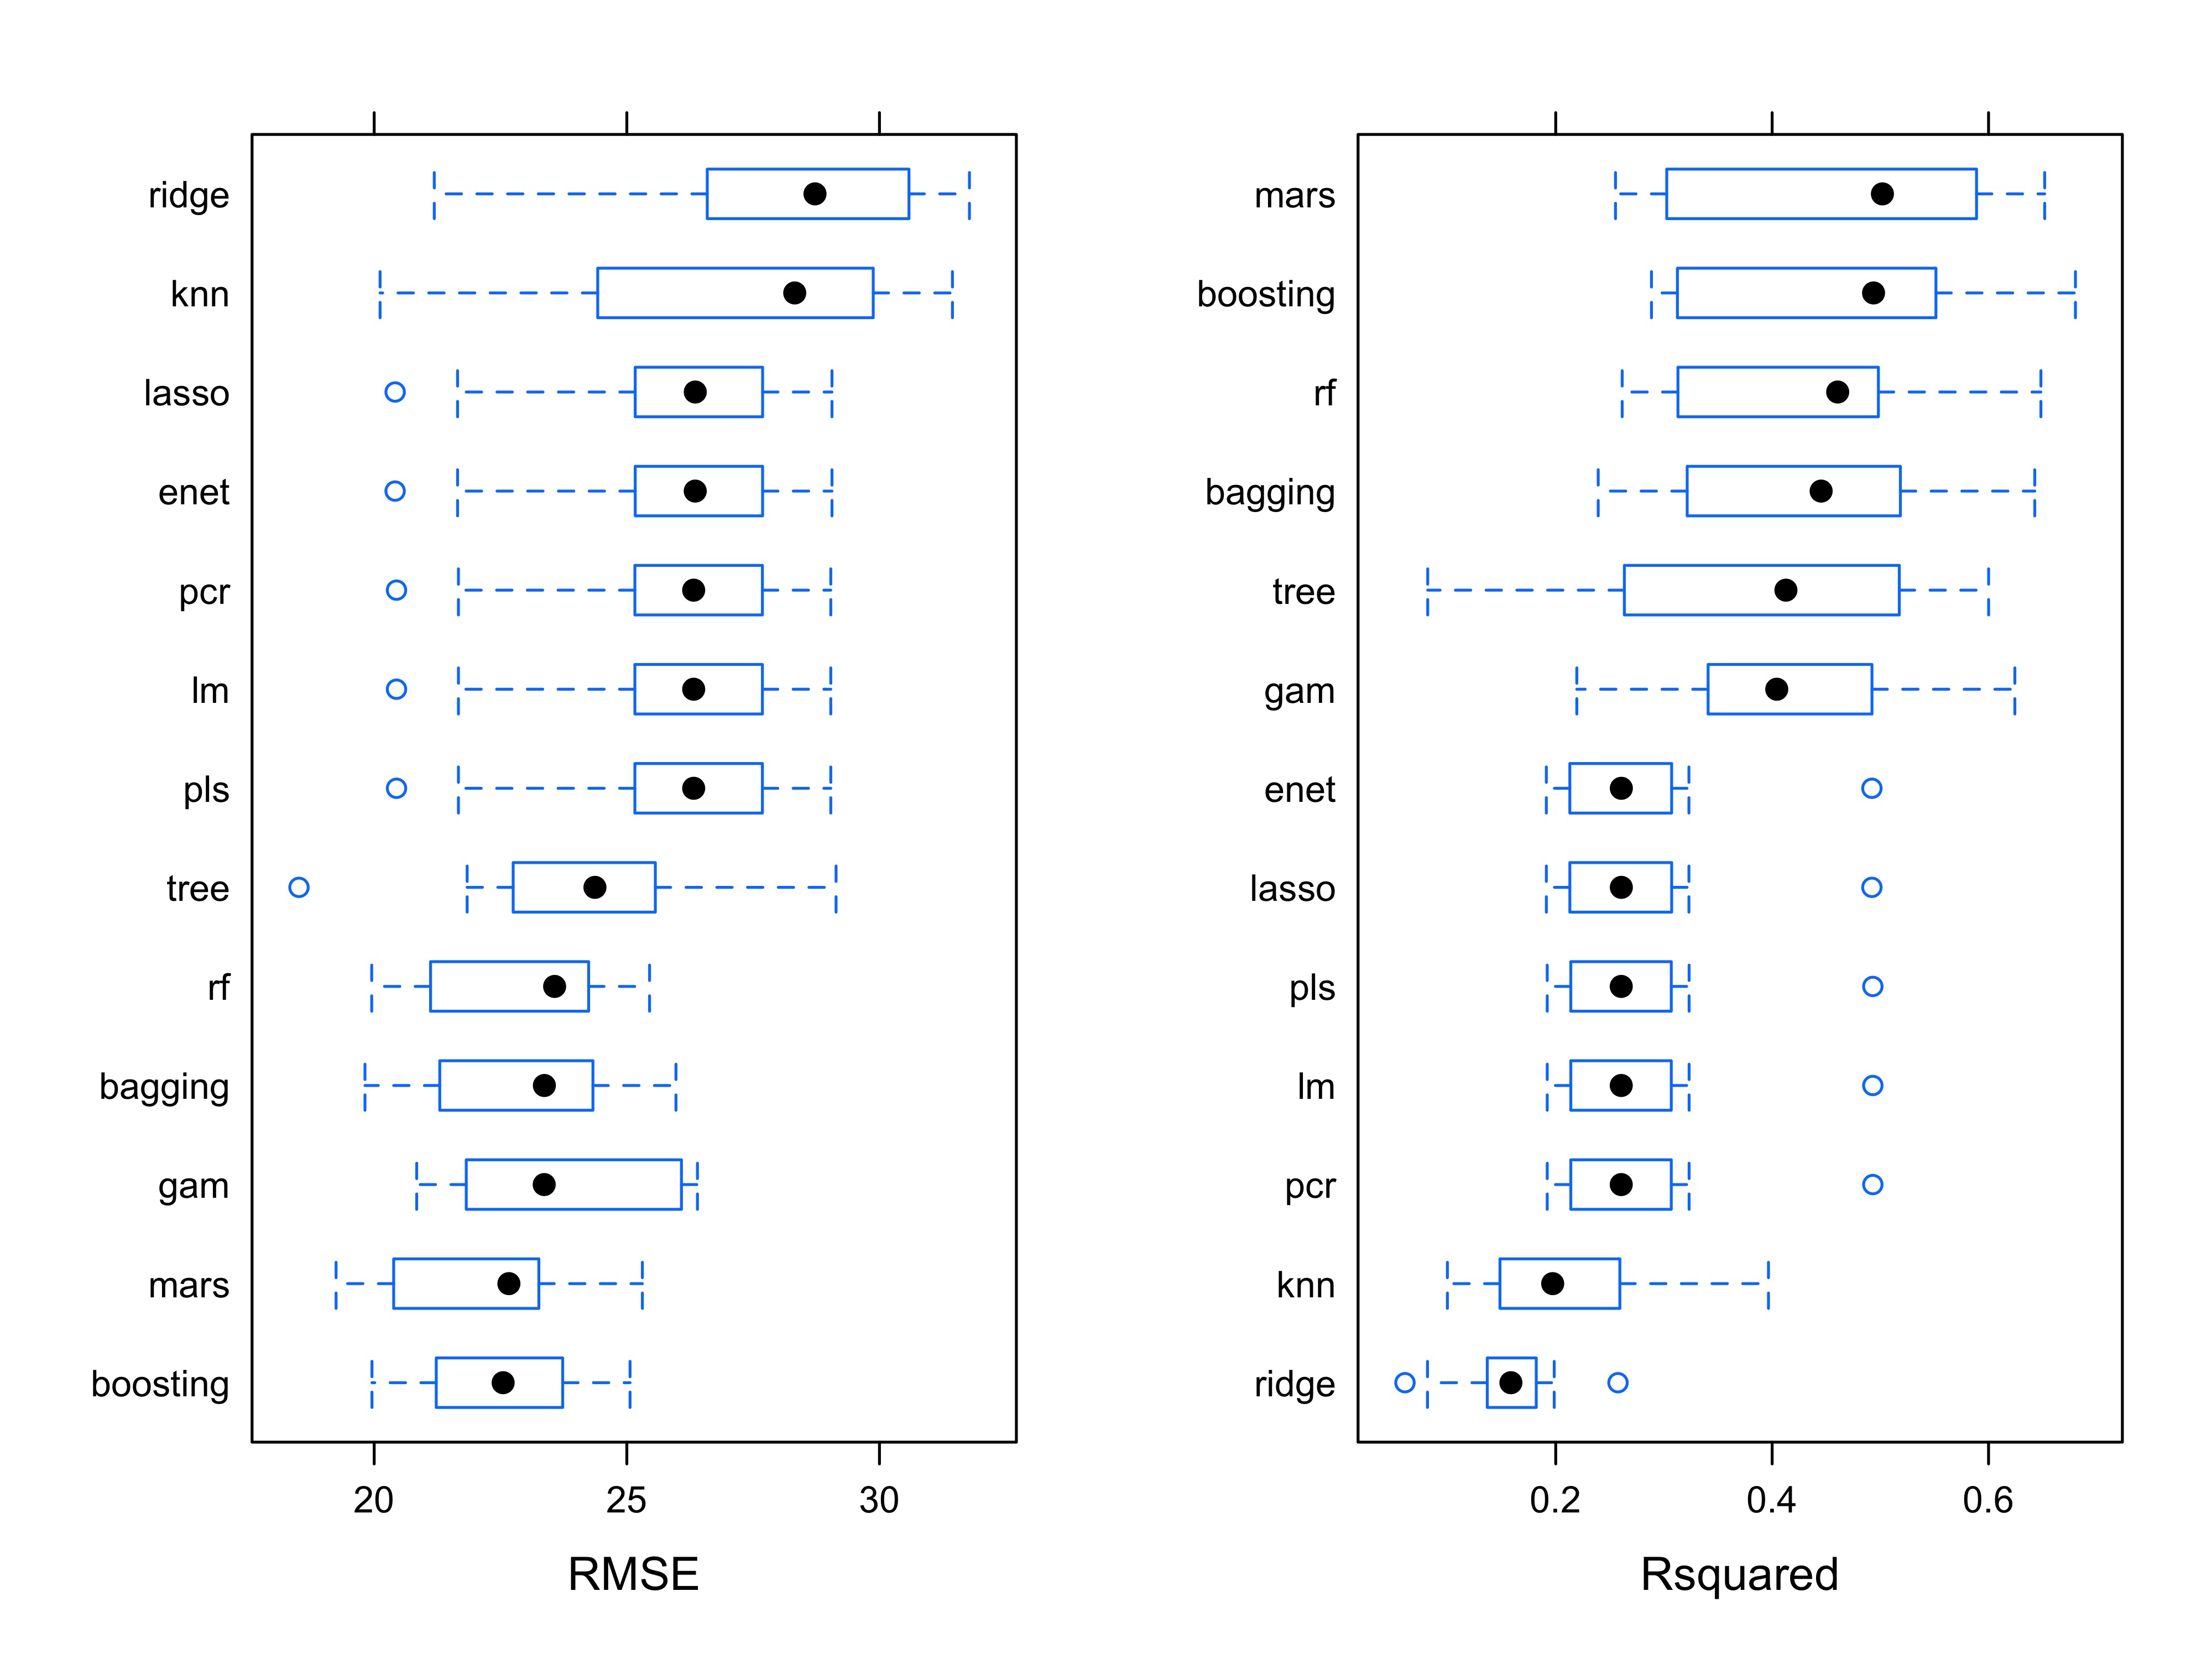 ridge
knn
lasso
enet
pcr
lm
pls
tree
rf
bagging
gam
mars
boosting
20 25 30
RMSE
mars
boosting
rf
bagging
tree
gam
enet
lasso
pls
lm
pcr
knn
ridge
0.2 0.4 0.6
Rsquared